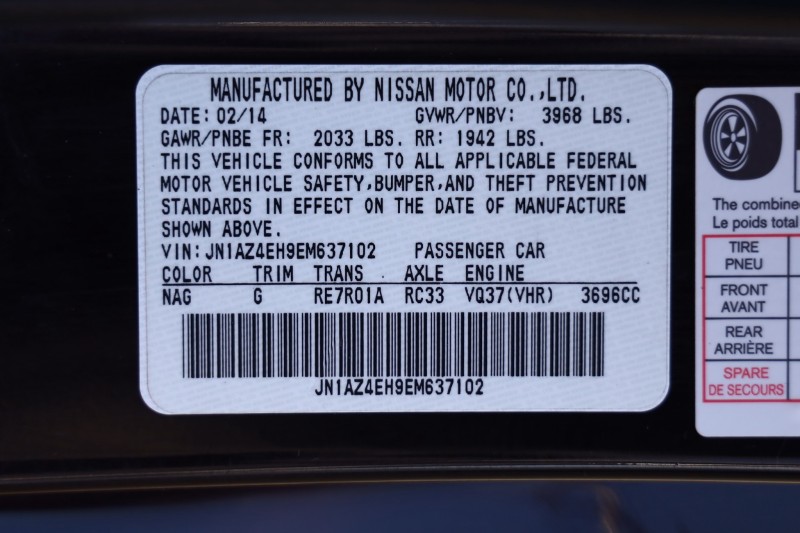 MANUFACTURED BY NISSAN MOTOR CO.,LTD.
DATE: 02/14 GVWR/PNBV: 3968 LBS.
GAWR/PNBE FR: 2033 LBS. RR: 1942 LBS.
THIS VEHICLE CONFORMS TO ALL APPLICABLE FEDERAL
MOTOR VEHICLE SAFETY,BUMPER,AND THEFT PREVENTION
STANDARDS IN EFFECT ON THE DATE OF MANUFACTURE
SHOWN ABOVE.
VIN:JN1AZ4EH9EM637102 PASSENGER CAR
COLOR TRIM TRANS AXLE ENGINE
NAG G RE7R01A RC33 VQ37(VHR) 3696CC
JN1AZ4EH9EM637102
The combine
Le poids total
TIRE
PNEU
FRONT
AVANT
REAR
ARRIÈRE
SPARE
DE SECOURS